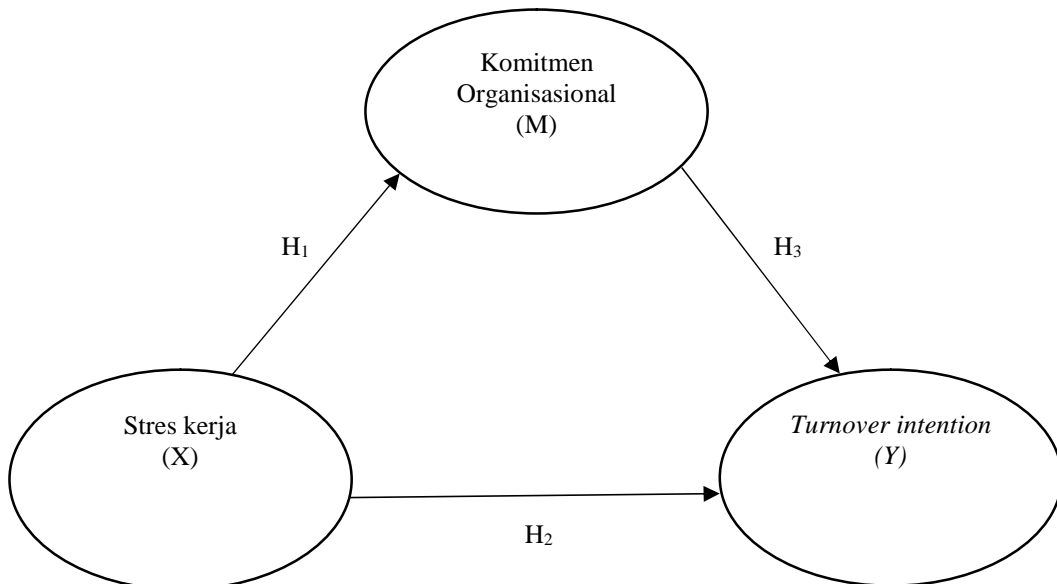 Komitmen
Organisasional
(M)
H₁
H₃
Stres kerja
(X)
Turnover intention
(Y)
H₂